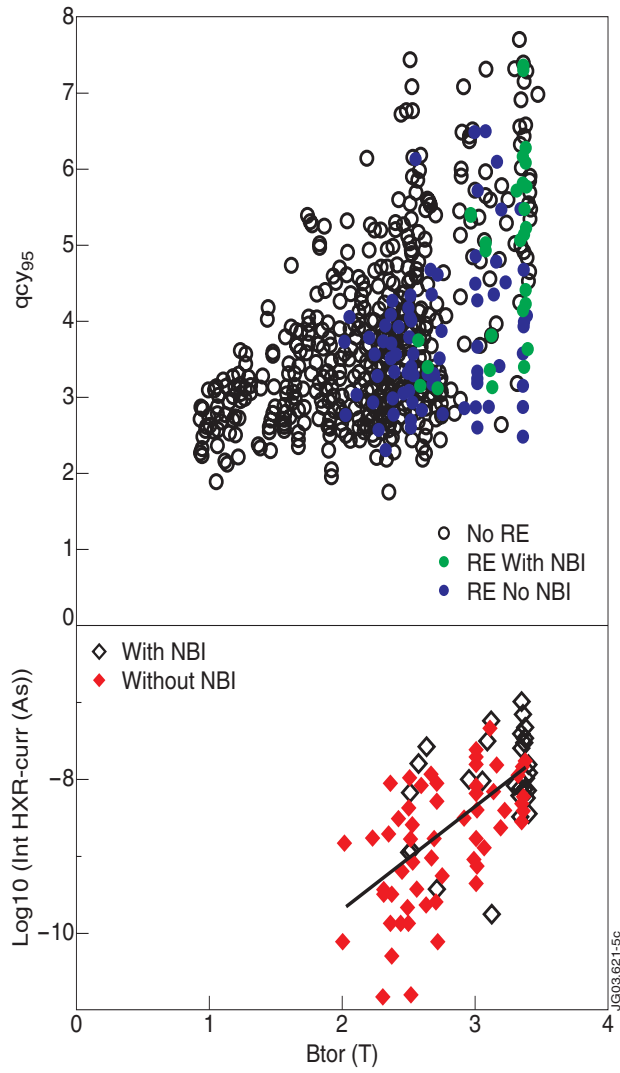 8
7
6
5
4
3
2
1
0
qcy95
No RE
RE With NBI
RE No NBI
With NBI
Without NBI
−8
−10
Log10 (Int HXR-curr (As))
0
1
2
3
4
Btor (T)
JG03.621-5c